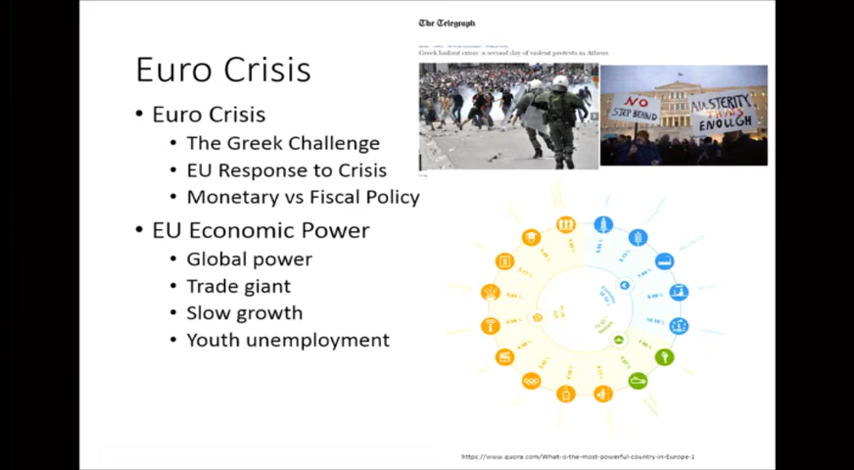 The Telegraph
Greek bailout crisis: a second day of violent protests in Athens
Euro Crisis
• Euro Crisis
• The Greek Challenge
• EU Response to Crisis
• Monetary vs Fiscal Policy
• EU Economic Power
• Global power
• Trade giant
• Slow growth
• Youth unemployment
NO
STEP BEHIND
AUSTERITY
THAT'S
ENOUGH
https://www.quora.com/What-is-the-most-powerful-country-in-Europe-1